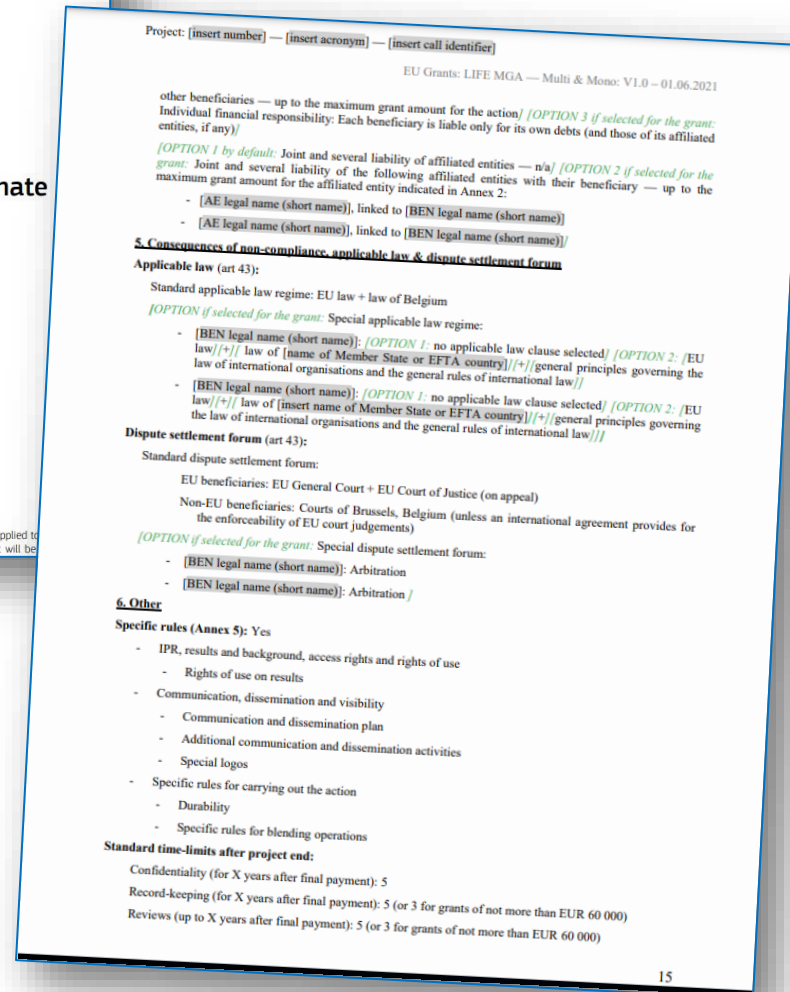 nate
pplied to
will be
Project: [insert number] — [insert acronym] — [insert call identifier]
EU Grants: LIFE MGA — Multi & Mono: V1.0 – 01.06.2021
other beneficiaries — up to the maximum grant amount for the action] [OPTION 3 if selected for the grant:
Individual financial responsibility: Each beneficiary is liable only for its own debts (and those of its affiliated
entities, if any)]
[OPTION 1 by default: Joint and several liability of affiliated entities — n/a] [OPTION 2 if selected for the
grant: Joint and several liability of the following affiliated entities with their beneficiary — up to the
maximum grant amount for the affiliated entity indicated in Annex 2:
- [AE legal name (short name)], linked to [BEN legal name (short name)]
- [AE legal name (short name)], linked to [BEN legal name (short name)]]
5. Consequences of non-compliance, applicable law & dispute settlement forum
Applicable law (art 43):
Standard applicable law regime: EU law + law of Belgium
[OPTION if selected for the grant: Special applicable law regime:
- [BEN legal name (short name)]: [OPTION 1: no applicable law clause selected] [OPTION 2: [EU
law][+][ law of [name of Member State or EFTA country]][+][general principles governing the
law of international organisations and the general rules of international law]]
- [BEN legal name (short name)]: [OPTION 1: no applicable law clause selected] [OPTION 2: [EU
law][+][ law of [insert name of Member State or EFTA country]][+][general principles governing
the law of international organisations and the general rules of international law]]]
Dispute settlement forum (art 43):
Standard dispute settlement forum:
EU beneficiaries: EU General Court + EU Court of Justice (on appeal)
Non-EU beneficiaries: Courts of Brussels, Belgium (unless an international agreement provides for
the enforceability of EU court judgements)
[OPTION if selected for the grant: Special dispute settlement forum:
- [BEN legal name (short name)]: Arbitration
- [BEN legal name (short name)]: Arbitration ]
6. Other
Specific rules (Annex 5): Yes
- IPR, results and background, access rights and rights of use
- Rights of use on results
- Communication, dissemination and visibility
- Communication and dissemination plan
- Additional communication and dissemination activities
- Special logos
- Specific rules for carrying out the action
- Durability
- Specific rules for blending operations
Standard time-limits after project end:
Confidentiality (for X years after final payment): 5
Record-keeping (for X years after final payment): 5 (or 3 for grants of not more than EUR 60 000)
Reviews (up to X years after final payment): 5 (or 3 for grants of not more than EUR 60 000)
15